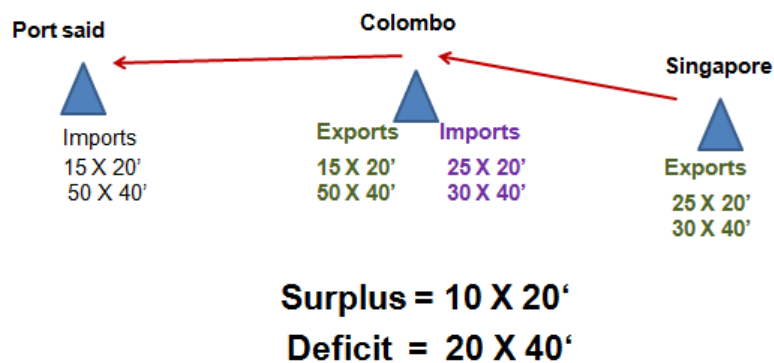 Port said
Colombo
Singapore
Imports
15 X 20'
50 X 40'
Exports
15 X 20'
50 X 40'
Imports
25 X 20'
30 X 40'
Exports
25 X 20'
30 X 40'
Surplus = 10 X 20‘
Deficit = 20 X 40‘